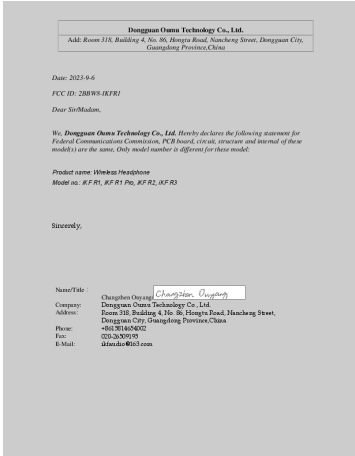 Dongguan Oumu Technology Co., Ltd.
Add: Room 318, Building 4, No. 86, Hongtu Road, Nancheng Street, Dongguan City,
Guangdong Province,China
Date: 2023-9-6
FCC ID: 2BBW8-IKFR1
Dear Sir/Madam,
We, Dongguan Oumu Technology Co., Ltd. Hereby declares the following statement for
Federal Communications Commission, PCB board, circuit, structure and internal of these
model(s) are the same, Only model number is different for these model:
Product name: Wireless Headphone
Model no.: iKF R1, iKF R1 Pro, iKF R2, iKF R3
Sincerely,
Name/Title :
Changzhen Ouyang Changzhen Ouyang
Company: Dongguan Oumu Technology Co., Ltd.
Address: Room 318, Building 4, No. 86, Hongtu Road, Nancheng Street,
Dongguan City, Guangdong Province,China
Phone: +8615814654002
Fax: 020-26509193
E-Mail: ikfaudio@163.com